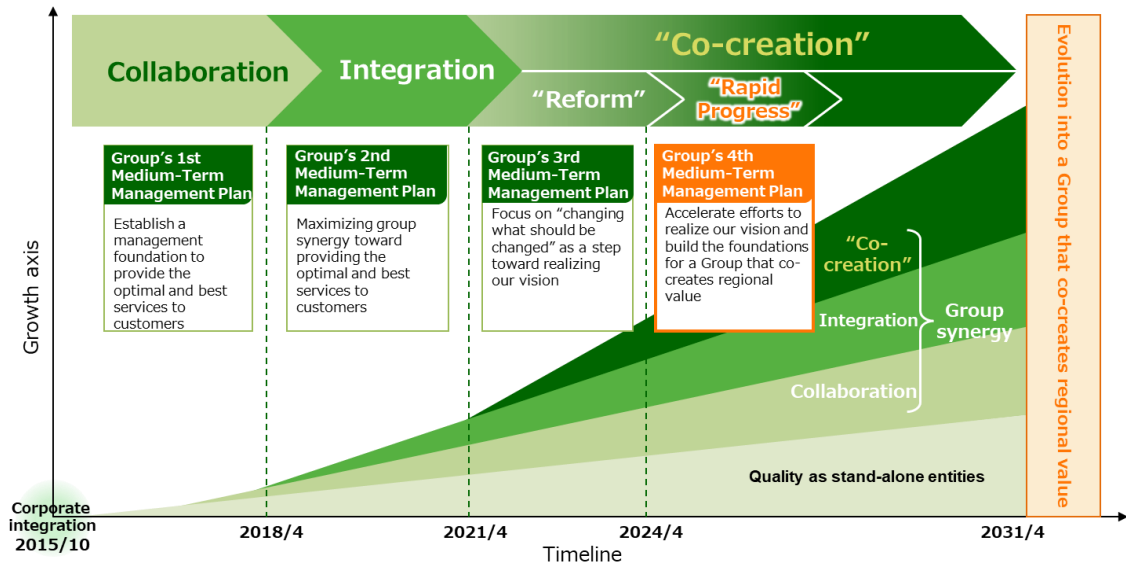 Collaboration
Integration
“Co-creation”
“Reform”
“Rapid
Progress”
Group’s 1st
Medium-Term
Management Plan
Establish a
management
foundation to
provide the
optimal and best
services to
customers
Group’s 2nd
Medium-Term
Management Plan
Maximizing group
synergy toward
providing the
optimal and best
services to
customers
Group’s 3rd
Medium-Term
Management Plan
Focus on “changing
what should be
changed” as a step
toward realizing
our vision
Group’s 4th
Medium-Term
Management Plan
Accelerate efforts to
realize our vision and
build the foundations
for a Group that co-
creates regional
value
“Co-
creation”
Integration
Collaboration
Group
synergy
Quality as stand-alone entities
Evolution into a Group that co-creates regional value
Growth axis
Corporate
integration
2015/10
2018/4
2021/4
2024/4
2031/4
Timeline